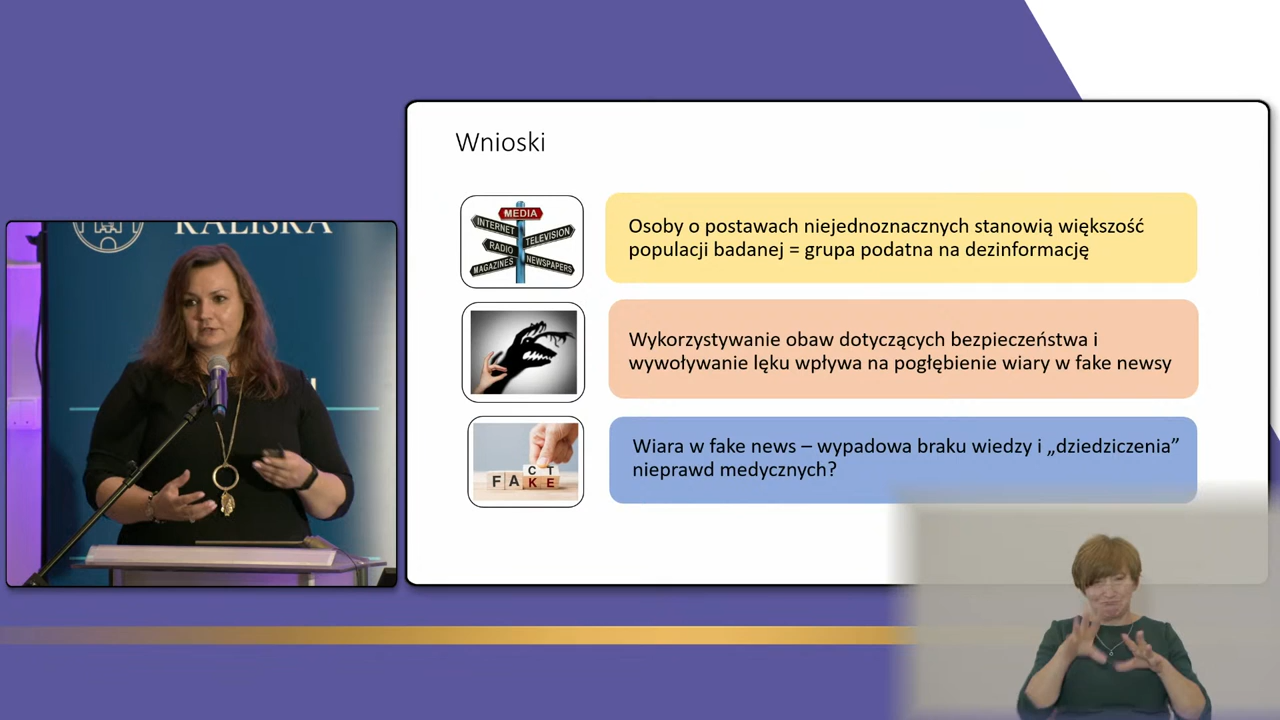 KALISKA
Wnioski
MEDIA
INTERNET
TELEVISION
RADIO
MAGAZINES
NEWSPAPERS
Osoby o postawach niejednoznacznych stanowią większość
populacji badanej = grupa podatna na dezinformację
Wykorzystywanie obaw dotyczących bezpieczeństwa i
wywoływanie lęku wpływa na pogłębienie wiary w fake newsy
C T
F A K E
Wiara w fake news – wypadowa braku wiedzy i „dziedziczenia”
nieprawd medycznych?